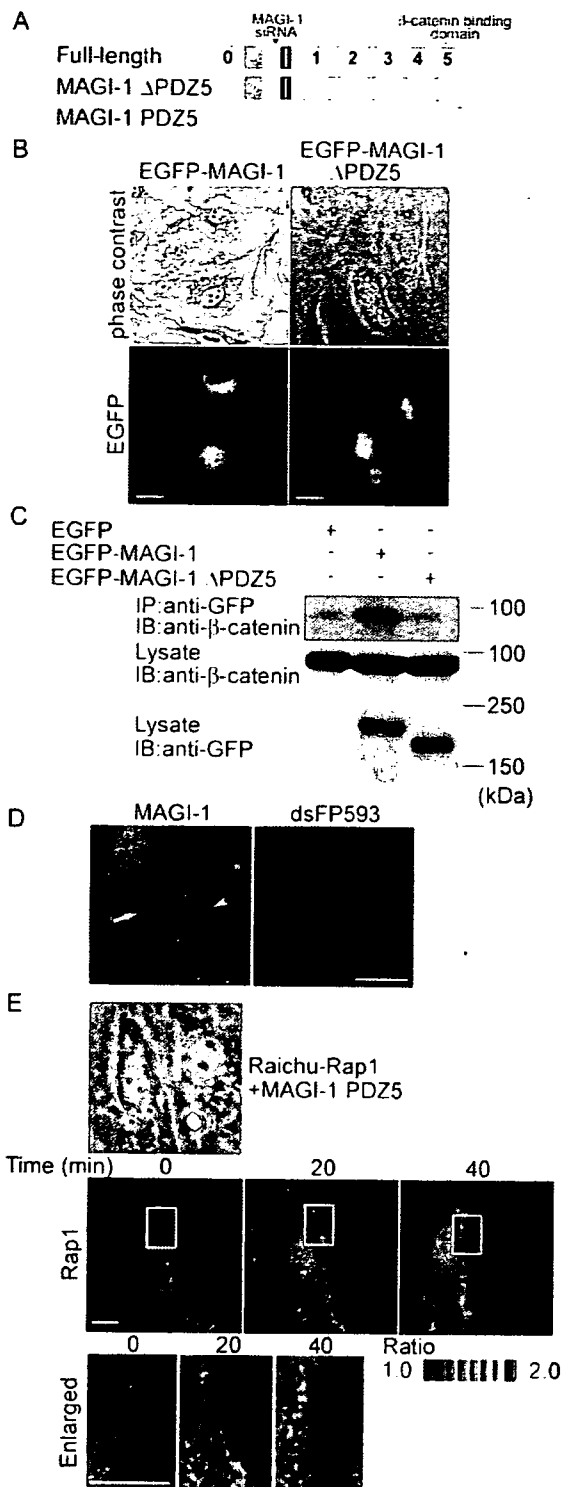 A
MAGI-1
siRNA
β-catenin binding
domain
Full-length 0 1 2 3 4 5
MAGI-1 ΔPDZ5
MAGI-1 PDZ5
B
EGFP-MAGI-1
EGFP-MAGI-1
ΔPDZ5
phase contrast
EGFP
C
EGFP + - -
EGFP-MAGI-1 - + -
EGFP-MAGI-1 ΔPDZ5 - - +
IP:anti-GFP
IB:anti-β-catenin
100
Lysate
IB:anti-β-catenin
100
250
Lysate
IB:anti-GFP
150
(kDa)
D
MAGI-1 dsFP593
E
Raichu-Rap1
+MAGI-1 PDZ5
Time (min) 0 20 40
Rap1
0 20 40
Ratio
1.0 2.0
Enlarged